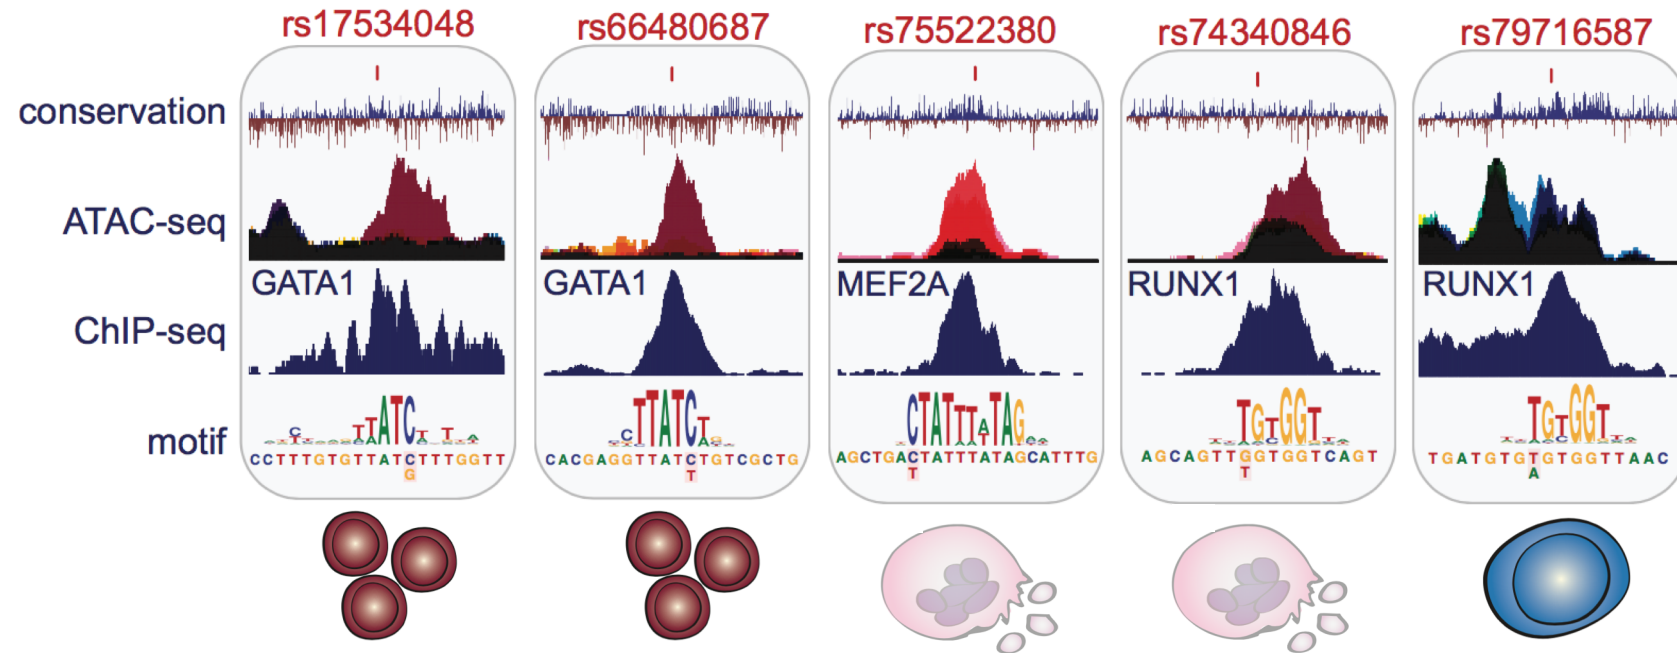 rs17534048 rs66480687 rs75522380 rs74340846 rs79716587
conservation
ATAC-seq
GATA1 GATA1 MEF2A RUNX1 RUNX1
ChIP-seq
motif
CCTTTGTGTTATCTTTGGTT CACGAGGTTATCTGTCGCTG AGCTGACTATTTATAGCATTTG AGCAGTTGGTGGTCAGT TGATGTGTGTGGTTAAC
G T T T A